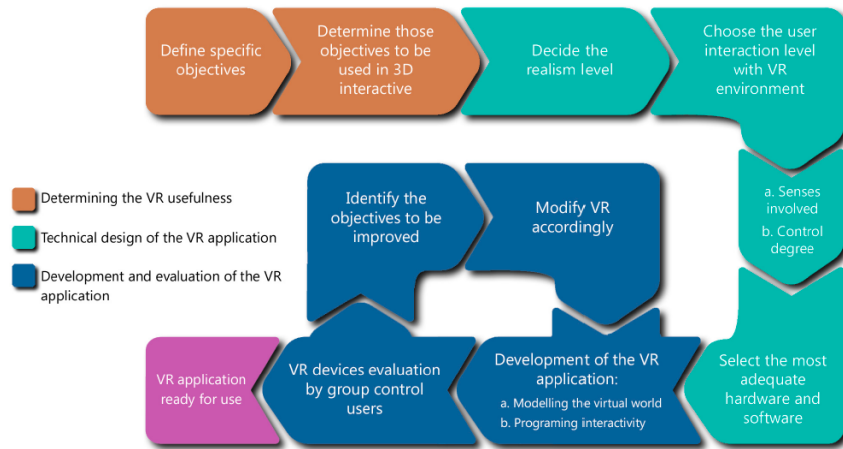 Define specific
objectives
Determine those
objectives to be
used in 3D
interactive
Decide the
realism level
Choose the user
interaction level
with VR
environment
a. Senses
involved
b. Control
degree
Select the most
adequate
hardware and
software
Development of the VR
application:
a. Modelling the virtual world
b. Programing interactivity
VR devices evaluation
by group control
users
Identify the
objectives to be
improved
Modify VR
accordingly
VR application
ready for use
Determining the VR usefulness
Technical design of the VR application
Development and evaluation of the VR
application